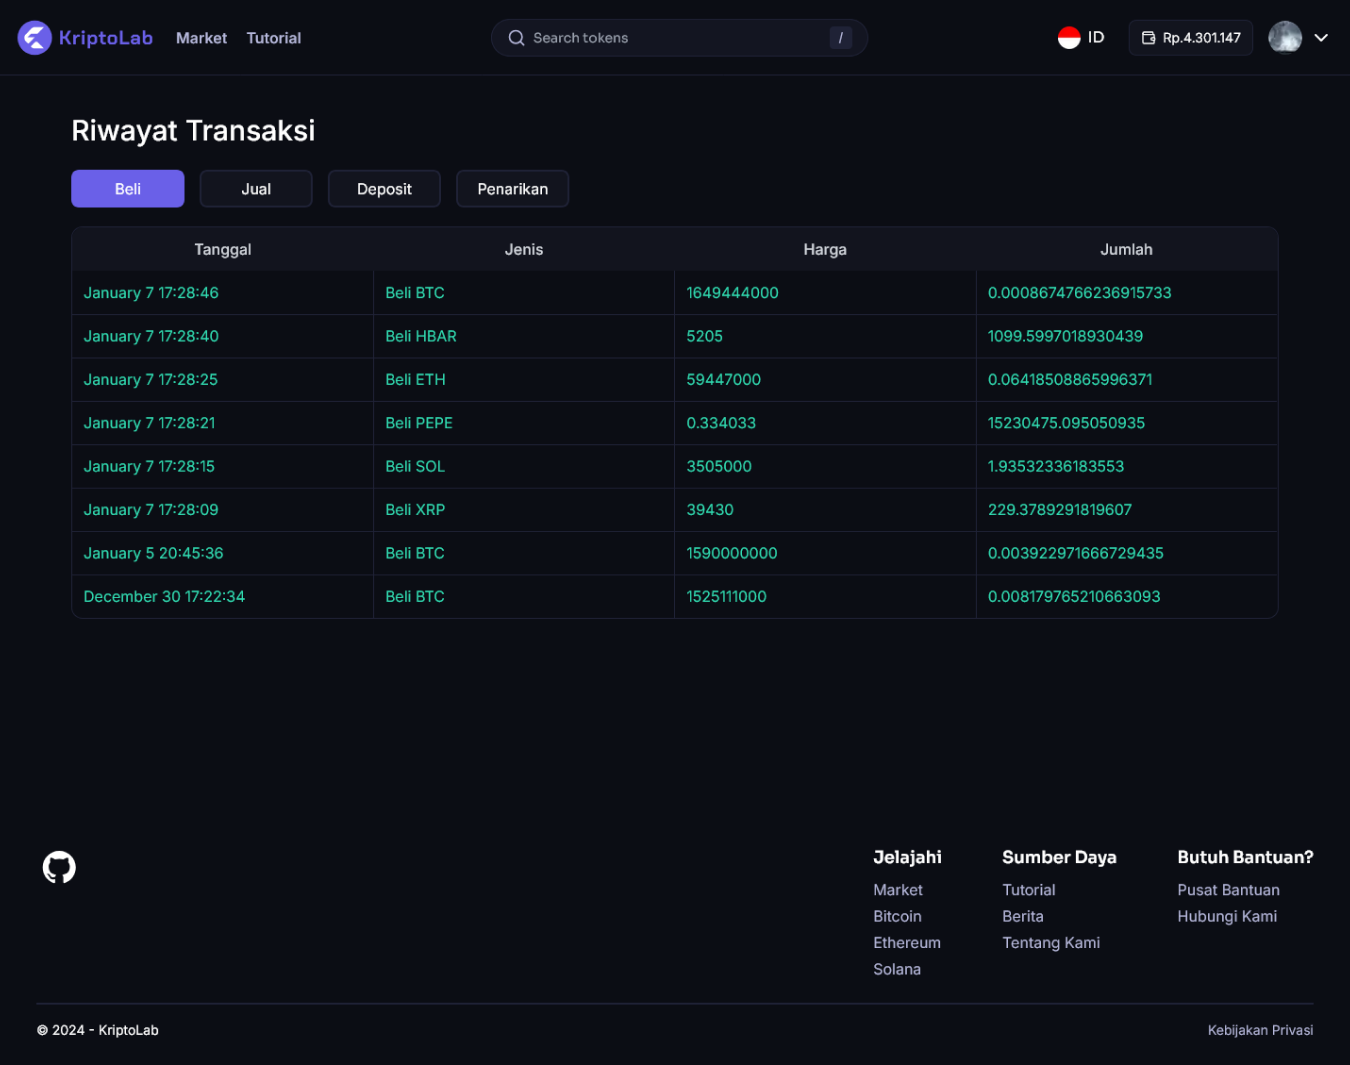 KriptoLab Market Tutorial Search tokens / ID Rp.4.301.147
Riwayat Transaksi
Beli Jual Deposit Penarikan
Tanggal Jenis Harga Jumlah
January 7 17:28:46 Beli BTC 1649444000 0.0008674766236915733
January 7 17:28:40 Beli HBAR 5205 1099.5997018930439
January 7 17:28:25 Beli ETH 59447000 0.06418508865996371
January 7 17:28:21 Beli PEPE 0.334033 15230475.095050935
January 7 17:28:15 Beli SOL 3505000 1.93532336183553
January 7 17:28:09 Beli XRP 39430 229.3789291819607
January 5 20:45:36 Beli BTC 1590000000 0.003922971666729435
December 30 17:22:34 Beli BTC 1525111000 0.008179765210663093
Jelajahi
Market
Bitcoin
Ethereum
Solana
Sumber Daya
Tutorial
Berita
Tentang Kami
Butuh Bantuan?
Pusat Bantuan
Hubungi Kami
© 2024 - KriptoLab
Kebijakan Privasi